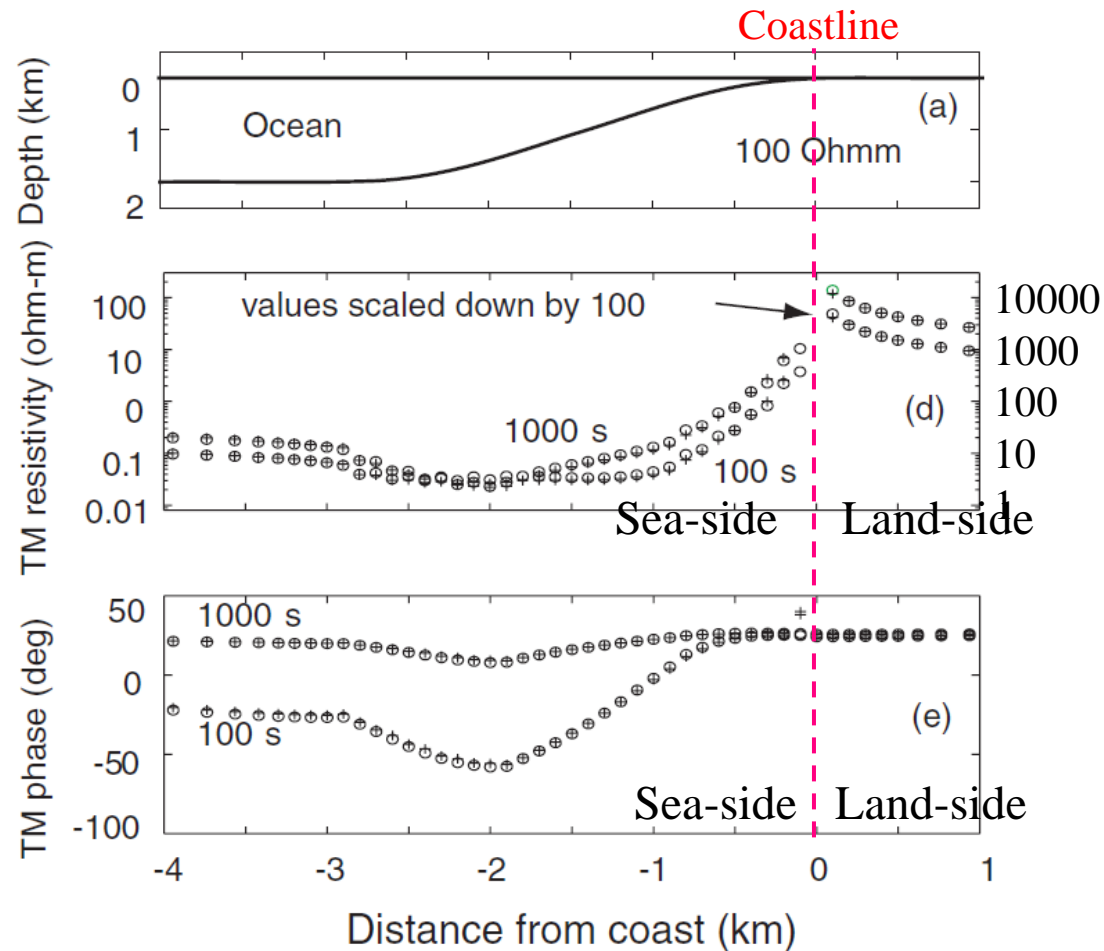 Coastline
Depth (km)
0
1
2
Ocean
100 Ohmm
(a)
TM resistivity (ohm-m)
100
10
0
0.1
0.01
values scaled down by 100
1000 s
100 s
(d)
10000
1000
100
10
1
Sea-side
Land-side
TM phase (deg)
50
0
-50
-100
1000 s
100 s
(e)
Sea-side
Land-side
-4 -3 -2 -1 0 1
Distance from coast (km)